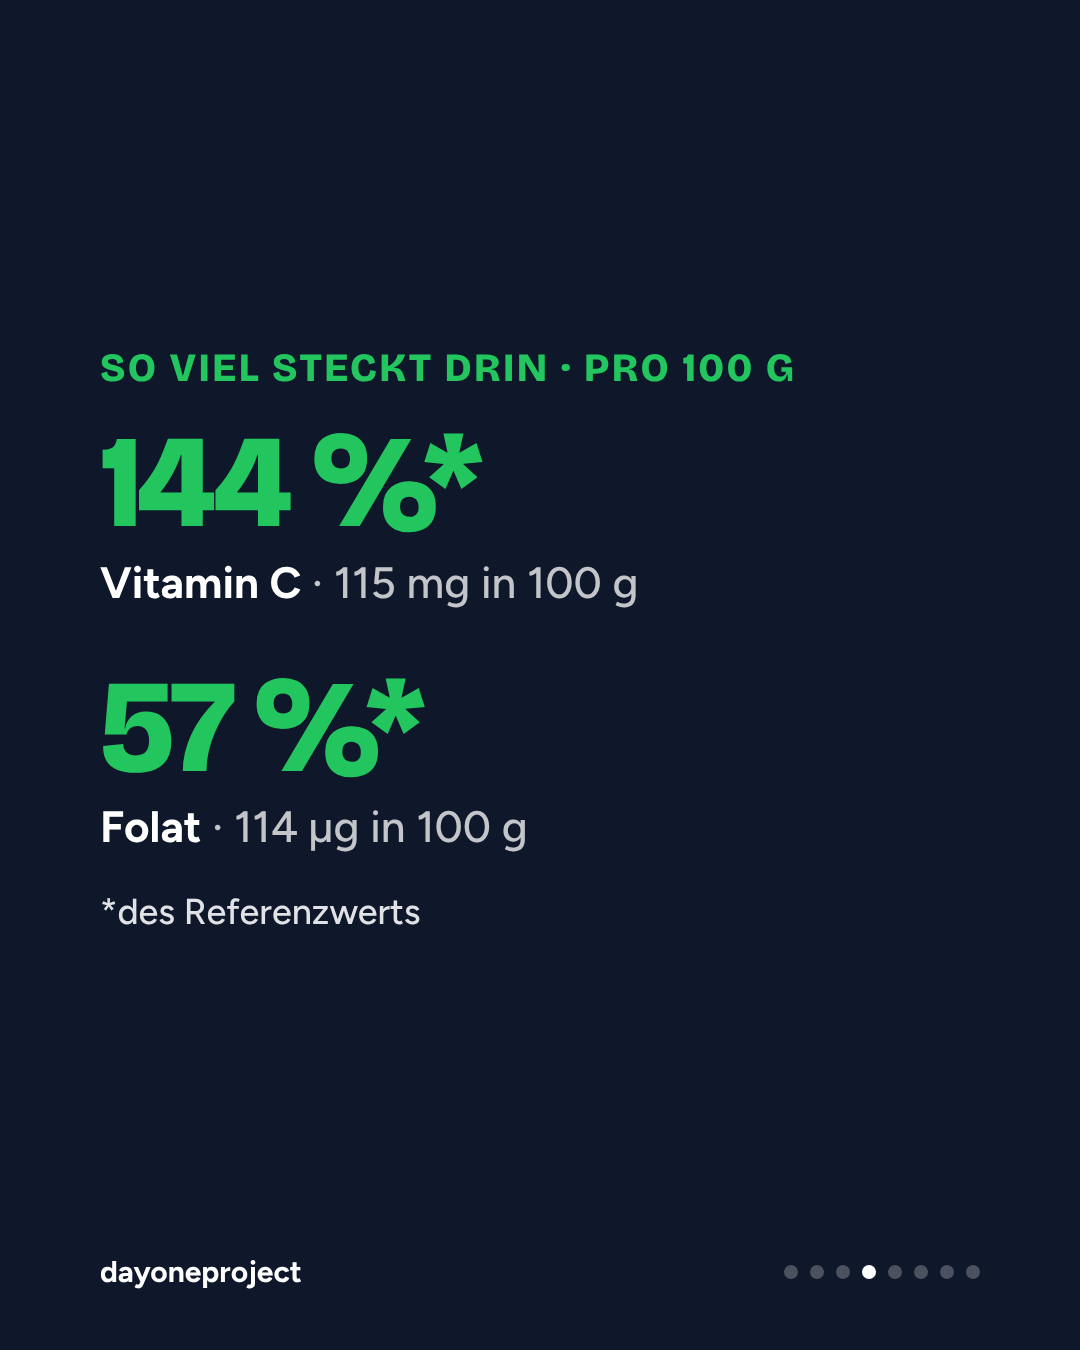 SO VIEL STECKT DRIN · PRO 100 G
144 %*
Vitamin C · 115 mg in 100 g
57 %*
Folat · 114 µg in 100 g
*des Referenzwerts
dayoneproject